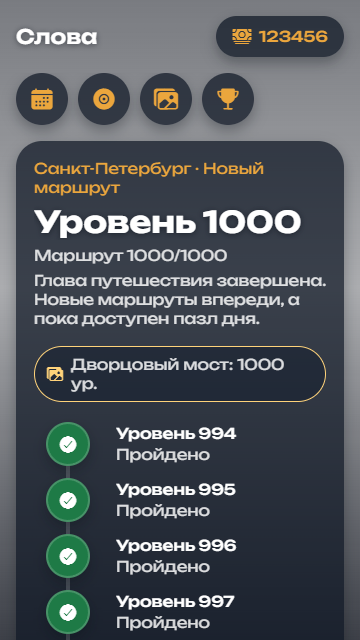 Слова
123456
Санкт-Петербург · Новый
маршрут
Уровень 1000
Маршрут 1000/1000
Глава путешествия завершена.
Новые маршруты впереди, а
пока доступен пазл дня.
Дворцовый мост: 1000
ур.
Уровень 994
Пройдено
Уровень 995
Пройдено
Уровень 996
Пройдено
Уровень 997
Пройдено